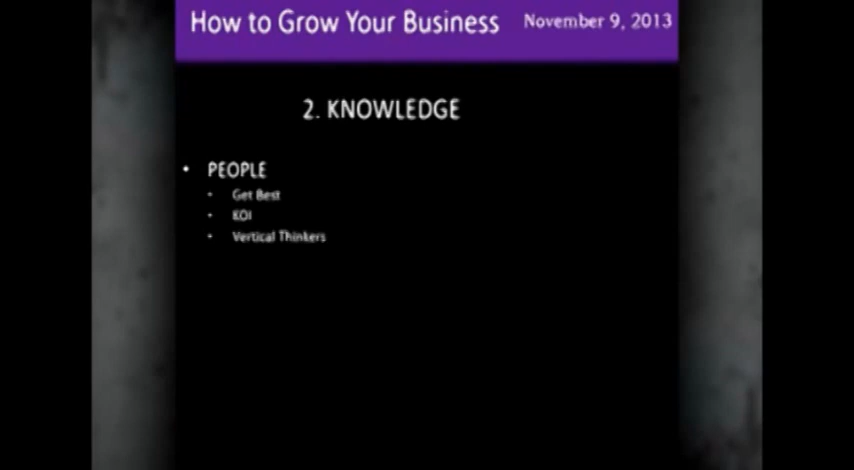 How to Grow Your Business November 9, 2013
2. KNOWLEDGE
• PEOPLE
• Get Best
• KOI
• Vertical Thinkers